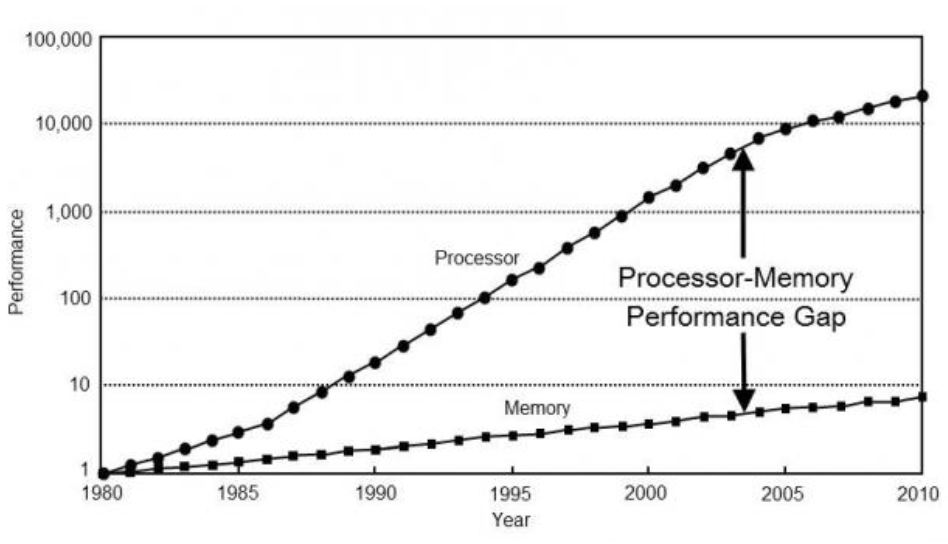 100,000
10,000
1,000
100
10
1
Performance
Processor
Processor-Memory
Performance Gap
Memory
1980
1985
1990
1995
2000
2005
2010
Year